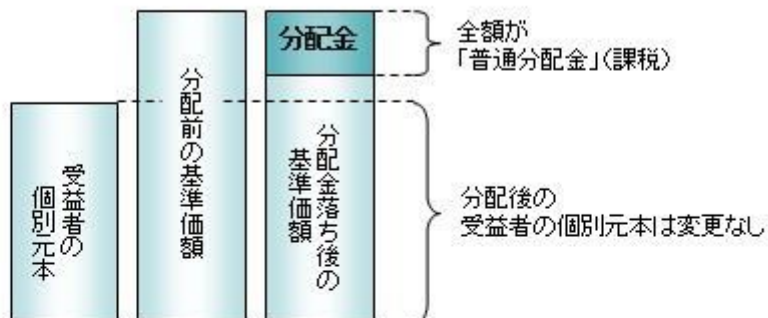 分配金
全額が
「普通分配金」(課税)
受益者の
個別元本
分配前の基準価額
分配金落ち後の
基準価額
分配後の
受益者の個別元本は変更なし